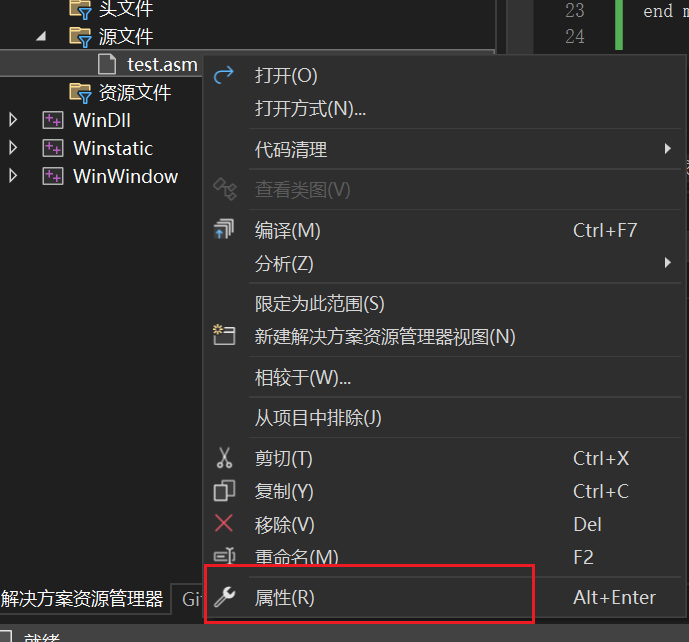 头文件
源文件
test.asm
资源文件
WinDll
Winstatic
WinWindow
解决方案资源管理器
Gi
就绪
23 end m
24
打开(O)
打开方式(N)...
代码清理
查看类图(V)
编译(M) Ctrl+F7
分析(Z)
限定为此范围(S)
新建解决方案资源管理器视图(N)
相较于(W)...
从项目中排除(J)
剪切(T) Ctrl+X
复制(Y) Ctrl+C
移除(V) Del
重命名(M) F2
属性(R) Alt+Enter